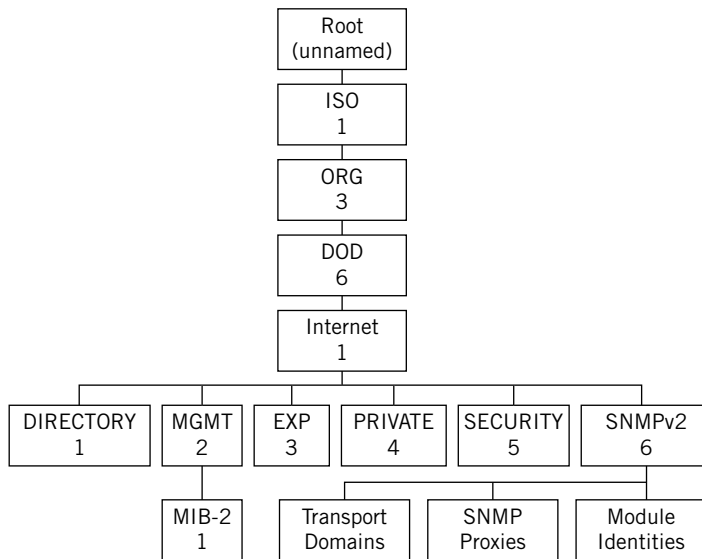 Root
(unnamed)
ISO
1
ORG
3
DOD
6
Internet
1
DIRECTORY
1
MGMT
2
EXP
3
PRIVATE
4
SECURITY
5
SNMPv2
6
MIB-2
1
Transport
Domains
SNMP
Proxies
Module
Identities